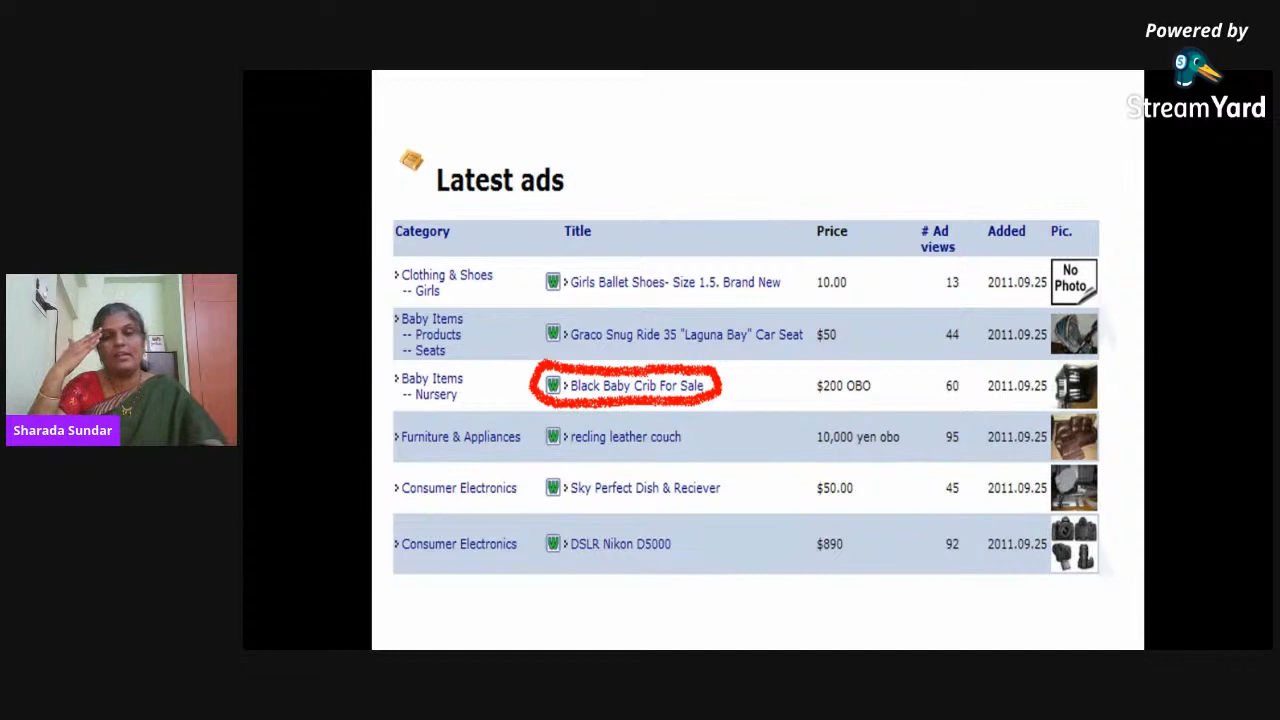 Powered by
StreamYard
Latest ads
Category Title Price # Ad views Added Pic.
Clothing & Shoes
-- Girls
Girls Ballet Shoes- Size 1.5. Brand New 10.00 13 2011.09.25 No Photo
Baby Items
-- Products
-- Seats
Graco Snug Ride 35 "Laguna Bay" Car Seat $50 44 2011.09.25
Baby Items
-- Nursery
Black Baby Crib For Sale $200 OBO 60 2011.09.25
Furniture & Appliances recling leather couch 10,000 yen obo 95 2011.09.25
Consumer Electronics Sky Perfect Dish & Reciever $50.00 45 2011.09.25
Consumer Electronics DSLR Nikon D5000 $890 92 2011.09.25
Sharada Sundar